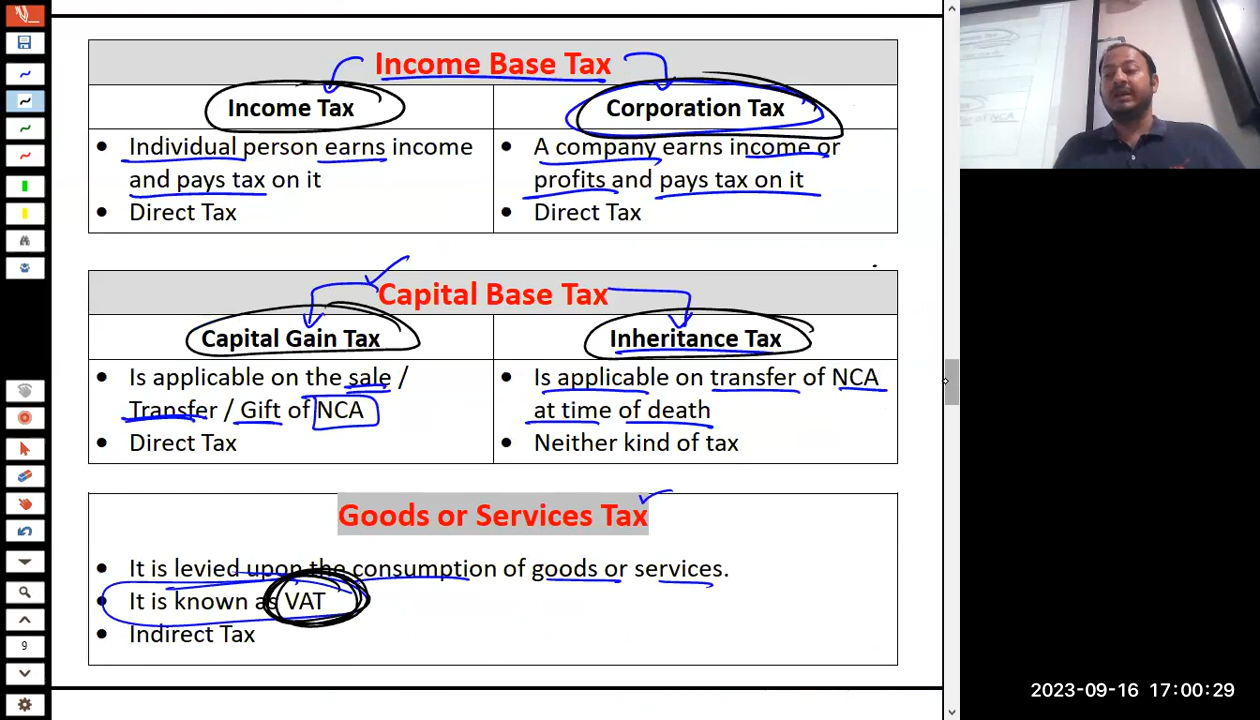 Income Base Tax
Income Tax
Corporation Tax
• Individual person earns income
and pays tax on it
• Direct Tax
• A company earns income or
profits and pays tax on it
• Direct Tax
Capital Base Tax
Capital Gain Tax
Inheritance Tax
• Is applicable on the sale /
Transfer / Gift of NCA
• Direct Tax
• Is applicable on transfer of NCA
at time of death
• Neither kind of tax
Goods or Services Tax
• It is levied upon the consumption of goods or services.
• It is known as VAT
• Indirect Tax
9
2023-09-16 17:00:29